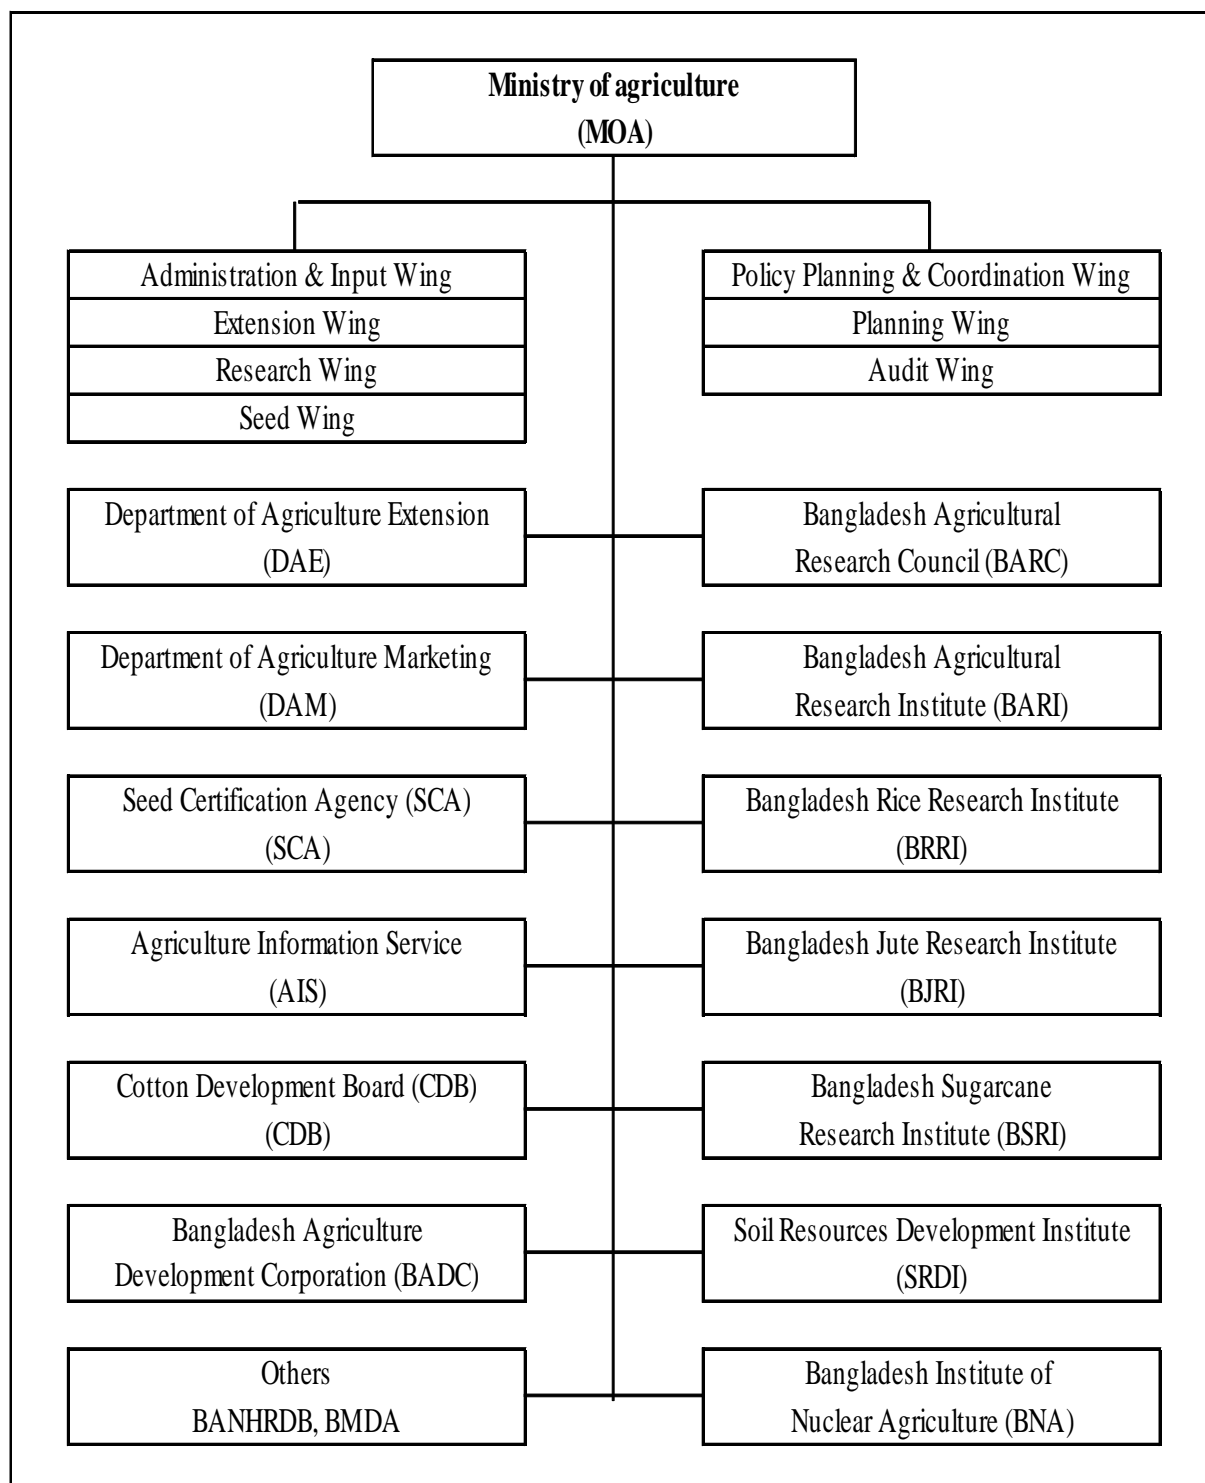 Ministry of agriculture
(MOA)
Administration & Input Wing
Extension Wing
Research Wing
Seed Wing
Policy Planning & Coordination Wing
Planning Wing
Audit Wing
Department of Agriculture Extension
(DAE)
Bangladesh Agricultural
Research Council (BARC)
Department of Agriculture Marketing
(DAM)
Bangladesh Agricultural
Research Institute (BARI)
Seed Certification Agency (SCA)
(SCA)
Bangladesh Rice Research Institute
(BRRI)
Agriculture Information Service
(AIS)
Bangladesh Jute Research Institute
(BJRI)
Cotton Development Board (CDB)
(CDB)
Bangladesh Sugarcane
Research Institute (BSRI)
Bangladesh Agriculture
Development Corporation (BADC)
Soil Resources Development Institute
(SRDI)
Others
BANHRDB, BMDA
Bangladesh Institute of
Nuclear Agriculture (BNA)